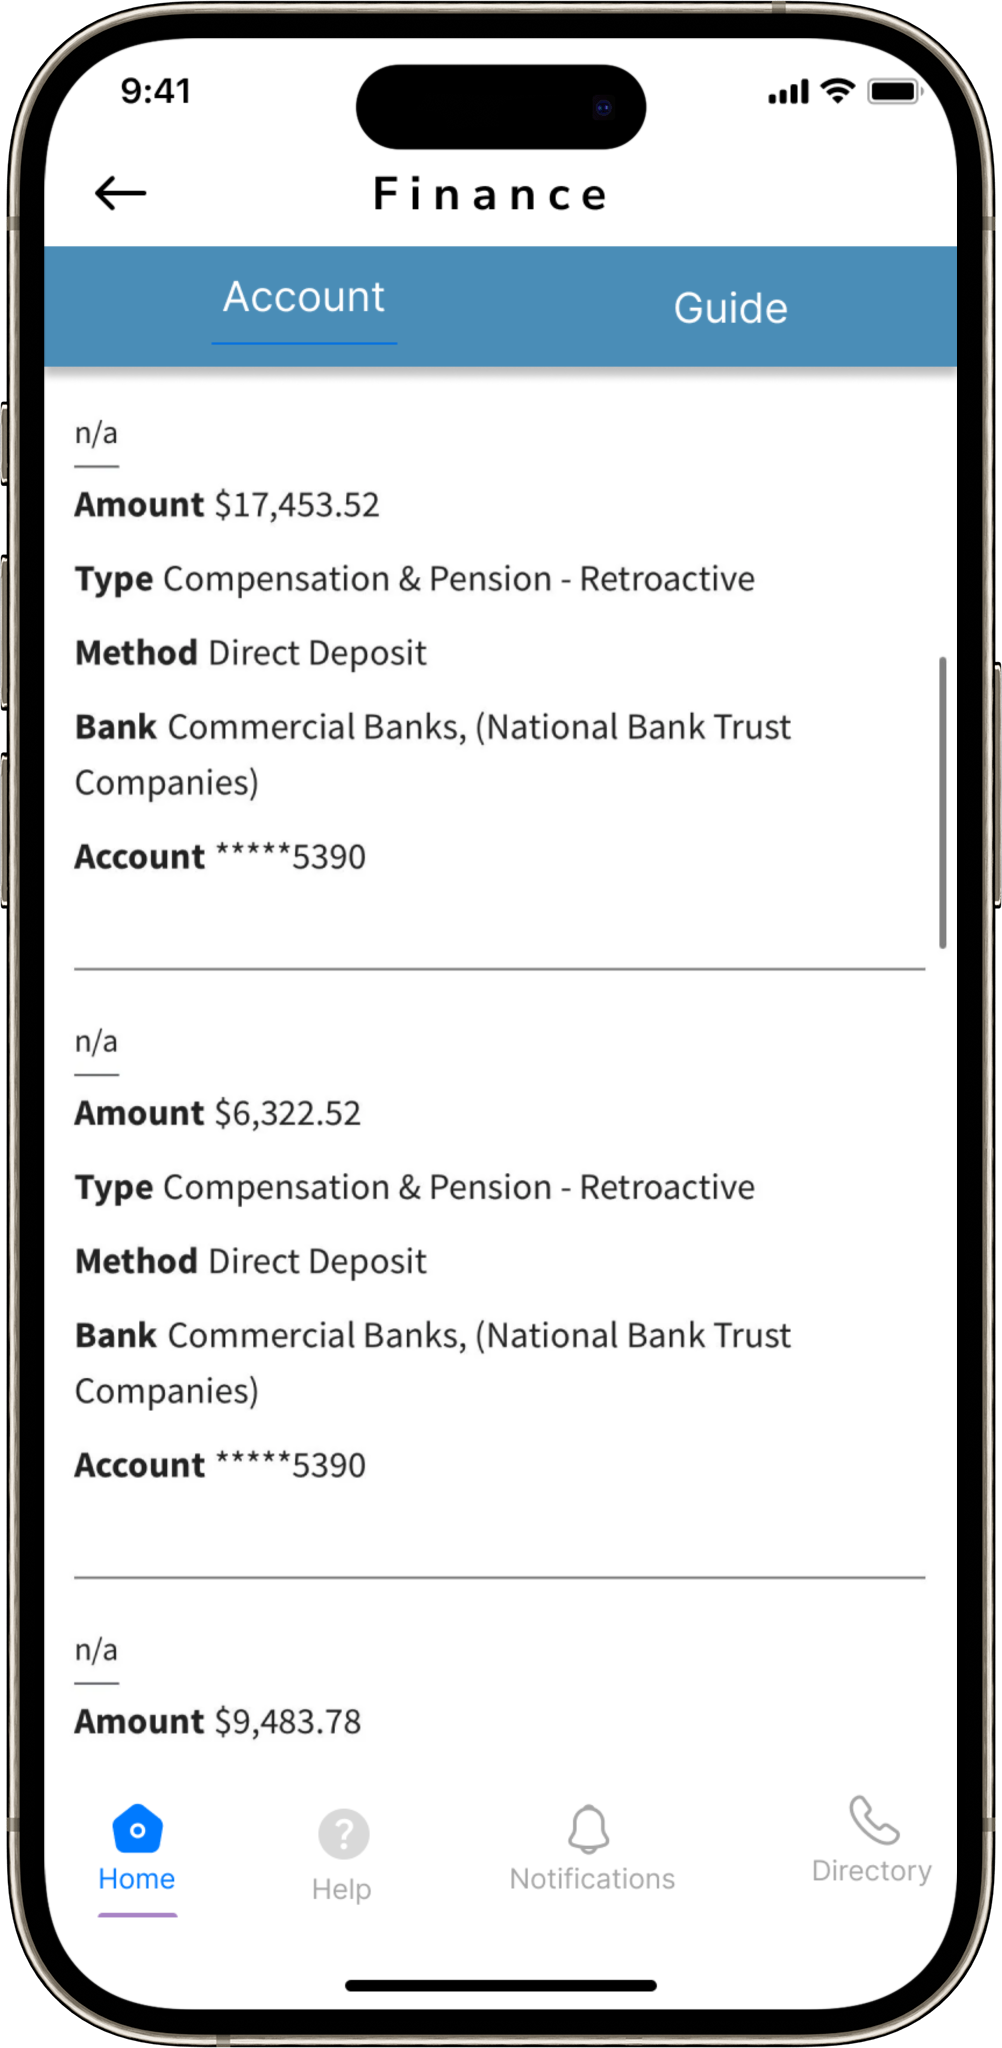 9:41
Finance
Account
Guide
n/a
Amount $17,453.52
Type Compensation & Pension - Retroactive
Method Direct Deposit
Bank Commercial Banks, (National Bank Trust
Companies)
Account *****5390
n/a
Amount $6,322.52
Type Compensation & Pension - Retroactive
Method Direct Deposit
Bank Commercial Banks, (National Bank Trust
Companies)
Account *****5390
n/a
Amount $9,483.78
?
Home
Help
Notifications
Directory